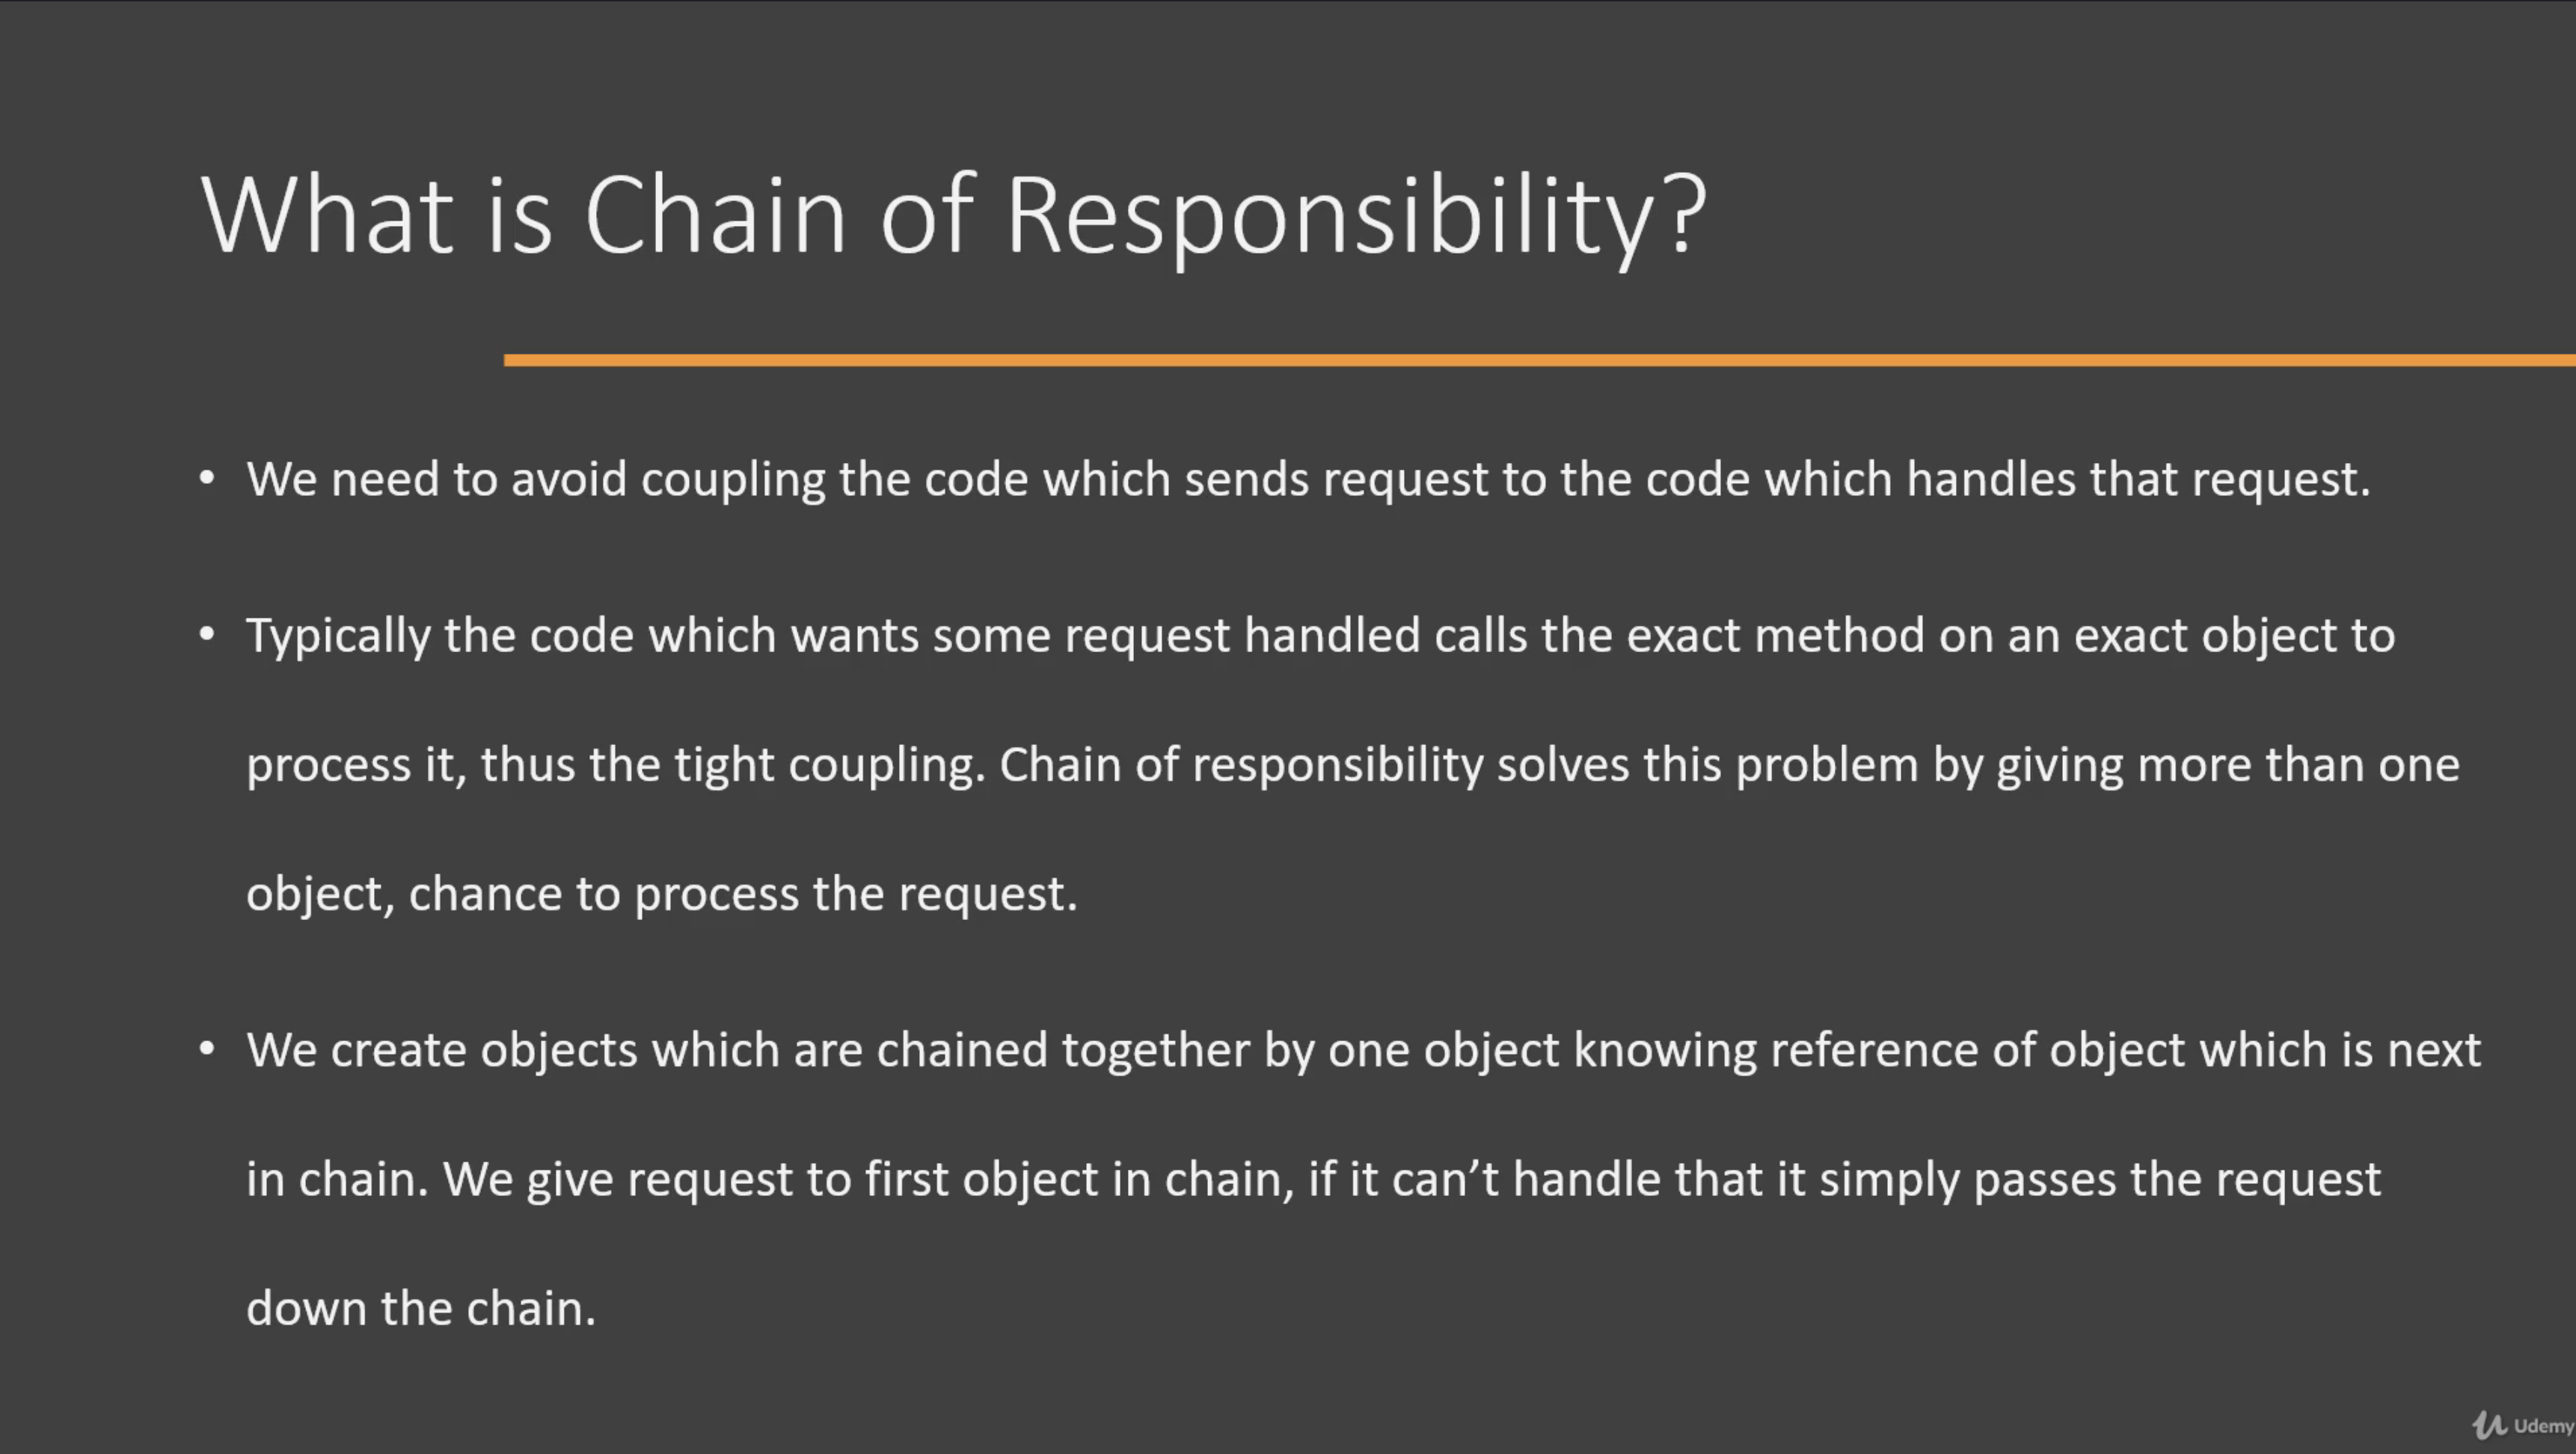 What is Chain of Responsibility?
• We need to avoid coupling the code which sends request to the code which handles that request.
• Typically the code which wants some request handled calls the exact method on an exact object to
process it, thus the tight coupling. Chain of responsibility solves this problem by giving more than one
object, chance to process the request.
• We create objects which are chained together by one object knowing reference of object which is next
in chain. We give request to first object in chain, if it can’t handle that it simply passes the request
down the chain.
Udemy